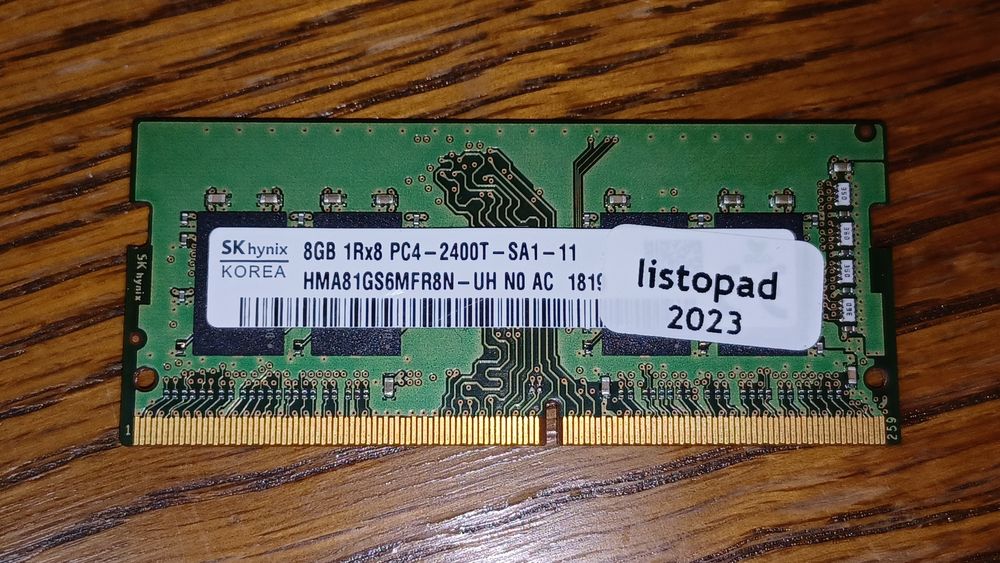 SK hynix
KOREA
8GB 1Rx8 PC4-2400T-SA1-11
HMA81GS6MFR8N-UH N0 AC 1819
listopad
2023
SK hynix
1
259